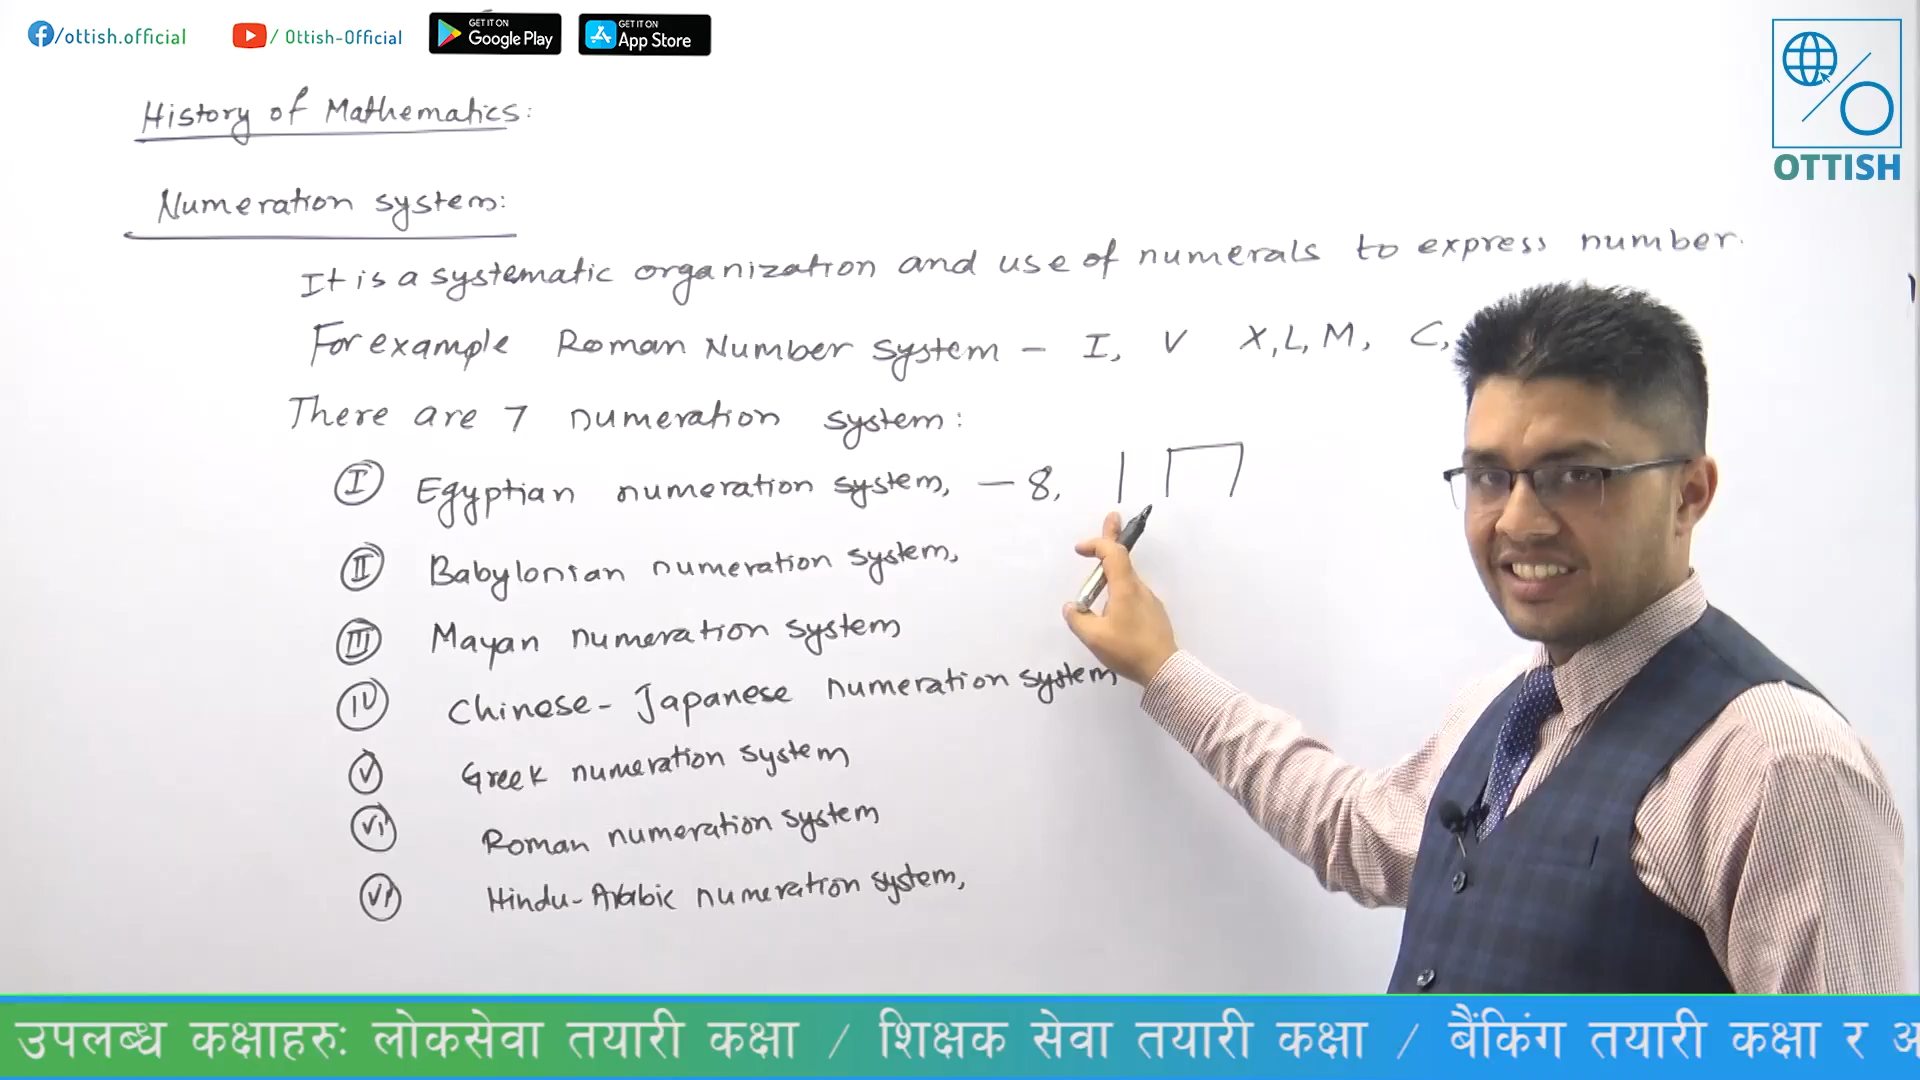 /ottish.official
/ Ottish-Official
GET IT ON
Google Play
GET IT ON
App Store
OTTISH
History of Mathematics:
Numeration system:
It is a systematic organization and use of numerals to express number.
For example Roman Number system - I, V X, L, M, C,
There are 7 numeration system:
I Egyptian numeration system, - 8, |
II Babylonian numeration system,
III Mayan numeration system
IV Chinese- Japanese numeration system
V Greek numeration system
VI Roman numeration system
Hindu-Arabic numeration system,
उपलब्ध कक्षाहरु: लोकसेवा तयारी कक्षा / शिक्षक सेवा तयारी कक्षा / बैंकिंग तयारी कक्षा र अ